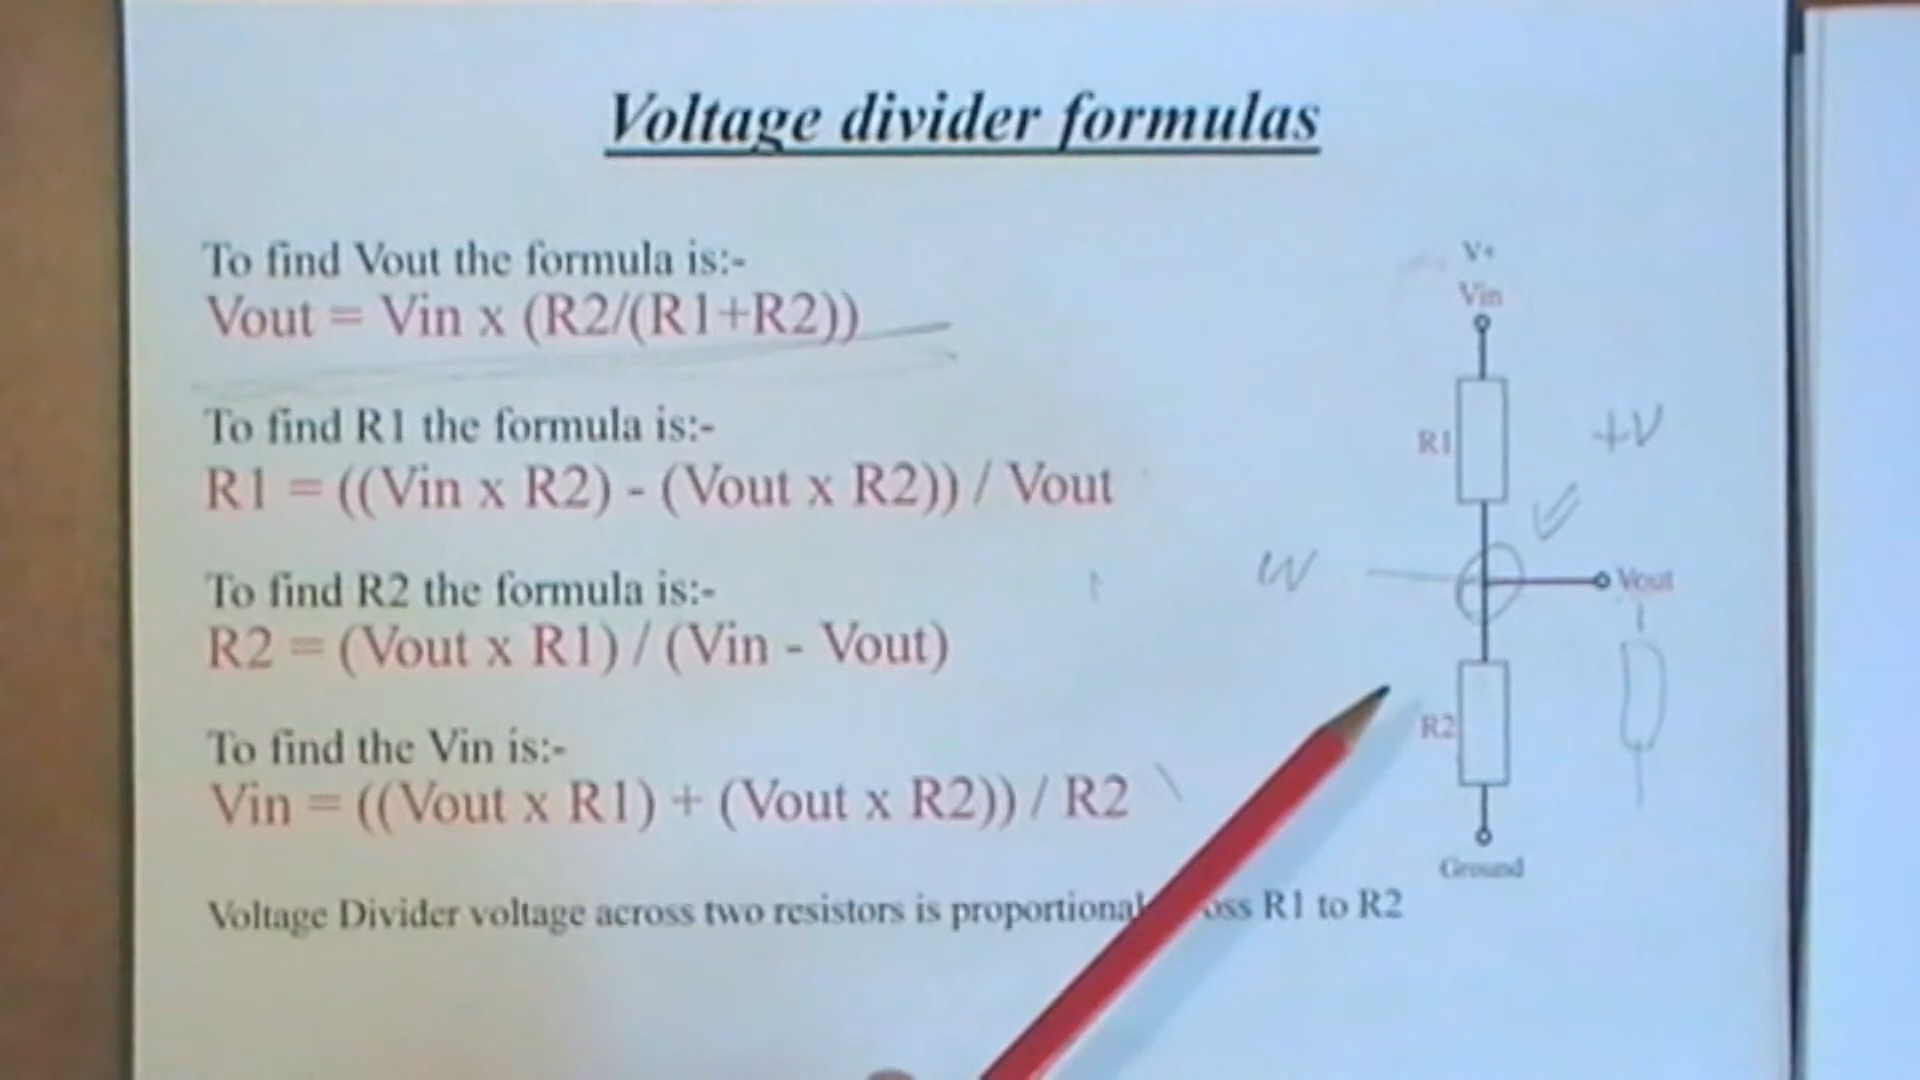 Voltage divider formulas
To find Vout the formula is:-
Vout = Vin x (R2/(R1+R2))
To find R1 the formula is:-
R1 = ((Vin x R2) - (Vout x R2)) / Vout
To find R2 the formula is:-
R2 = (Vout x R1) / (Vin - Vout)
To find the Vin is:-
Vin = ((Vout x R1) + (Vout x R2)) / R2
Voltage Divider voltage across two resistors is proportional R1 to R2
V+
Vin
R1
+V
Vout
R2
Ground